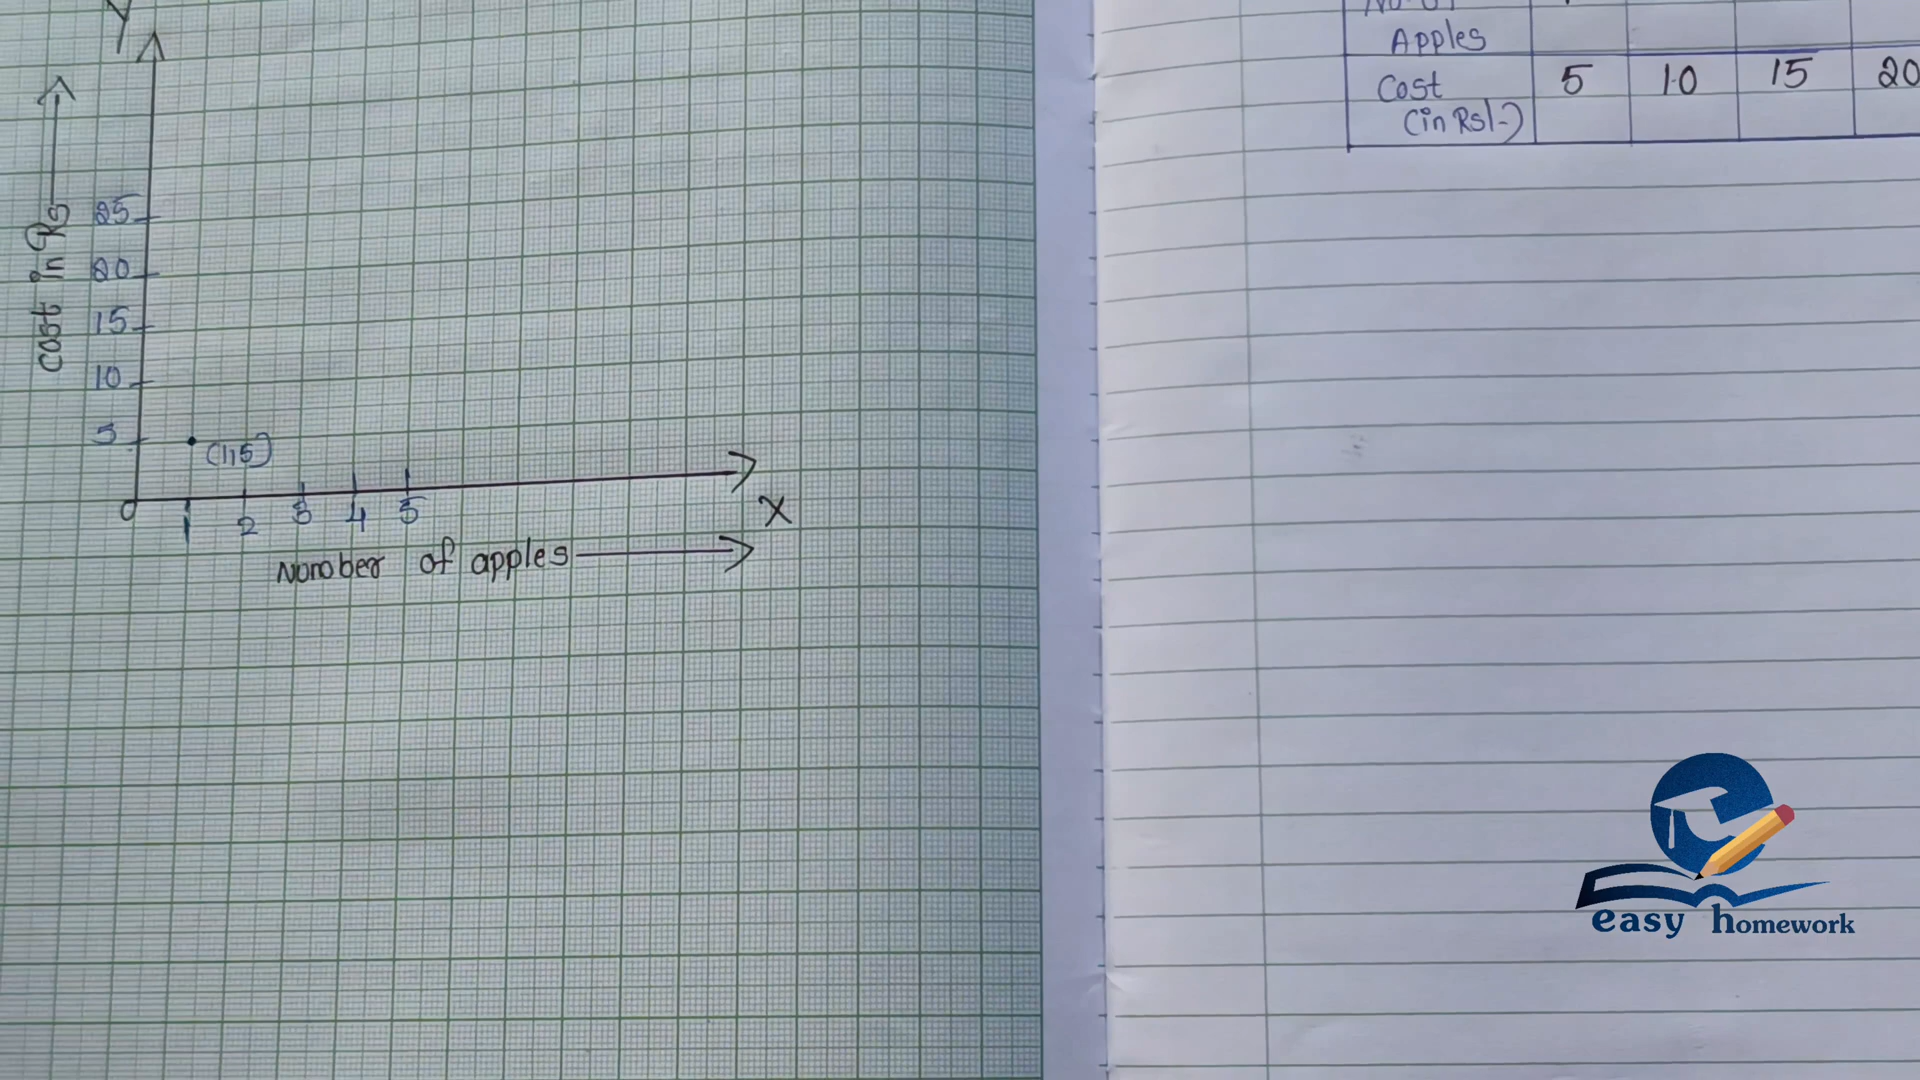 Y
Cost in Rs
25
20
15
10
5
(1,5)
0
1 2 3 4 5
X
Number of apples
Apples
Cost 5 10 15 20
(in Rs/-)
easy homework